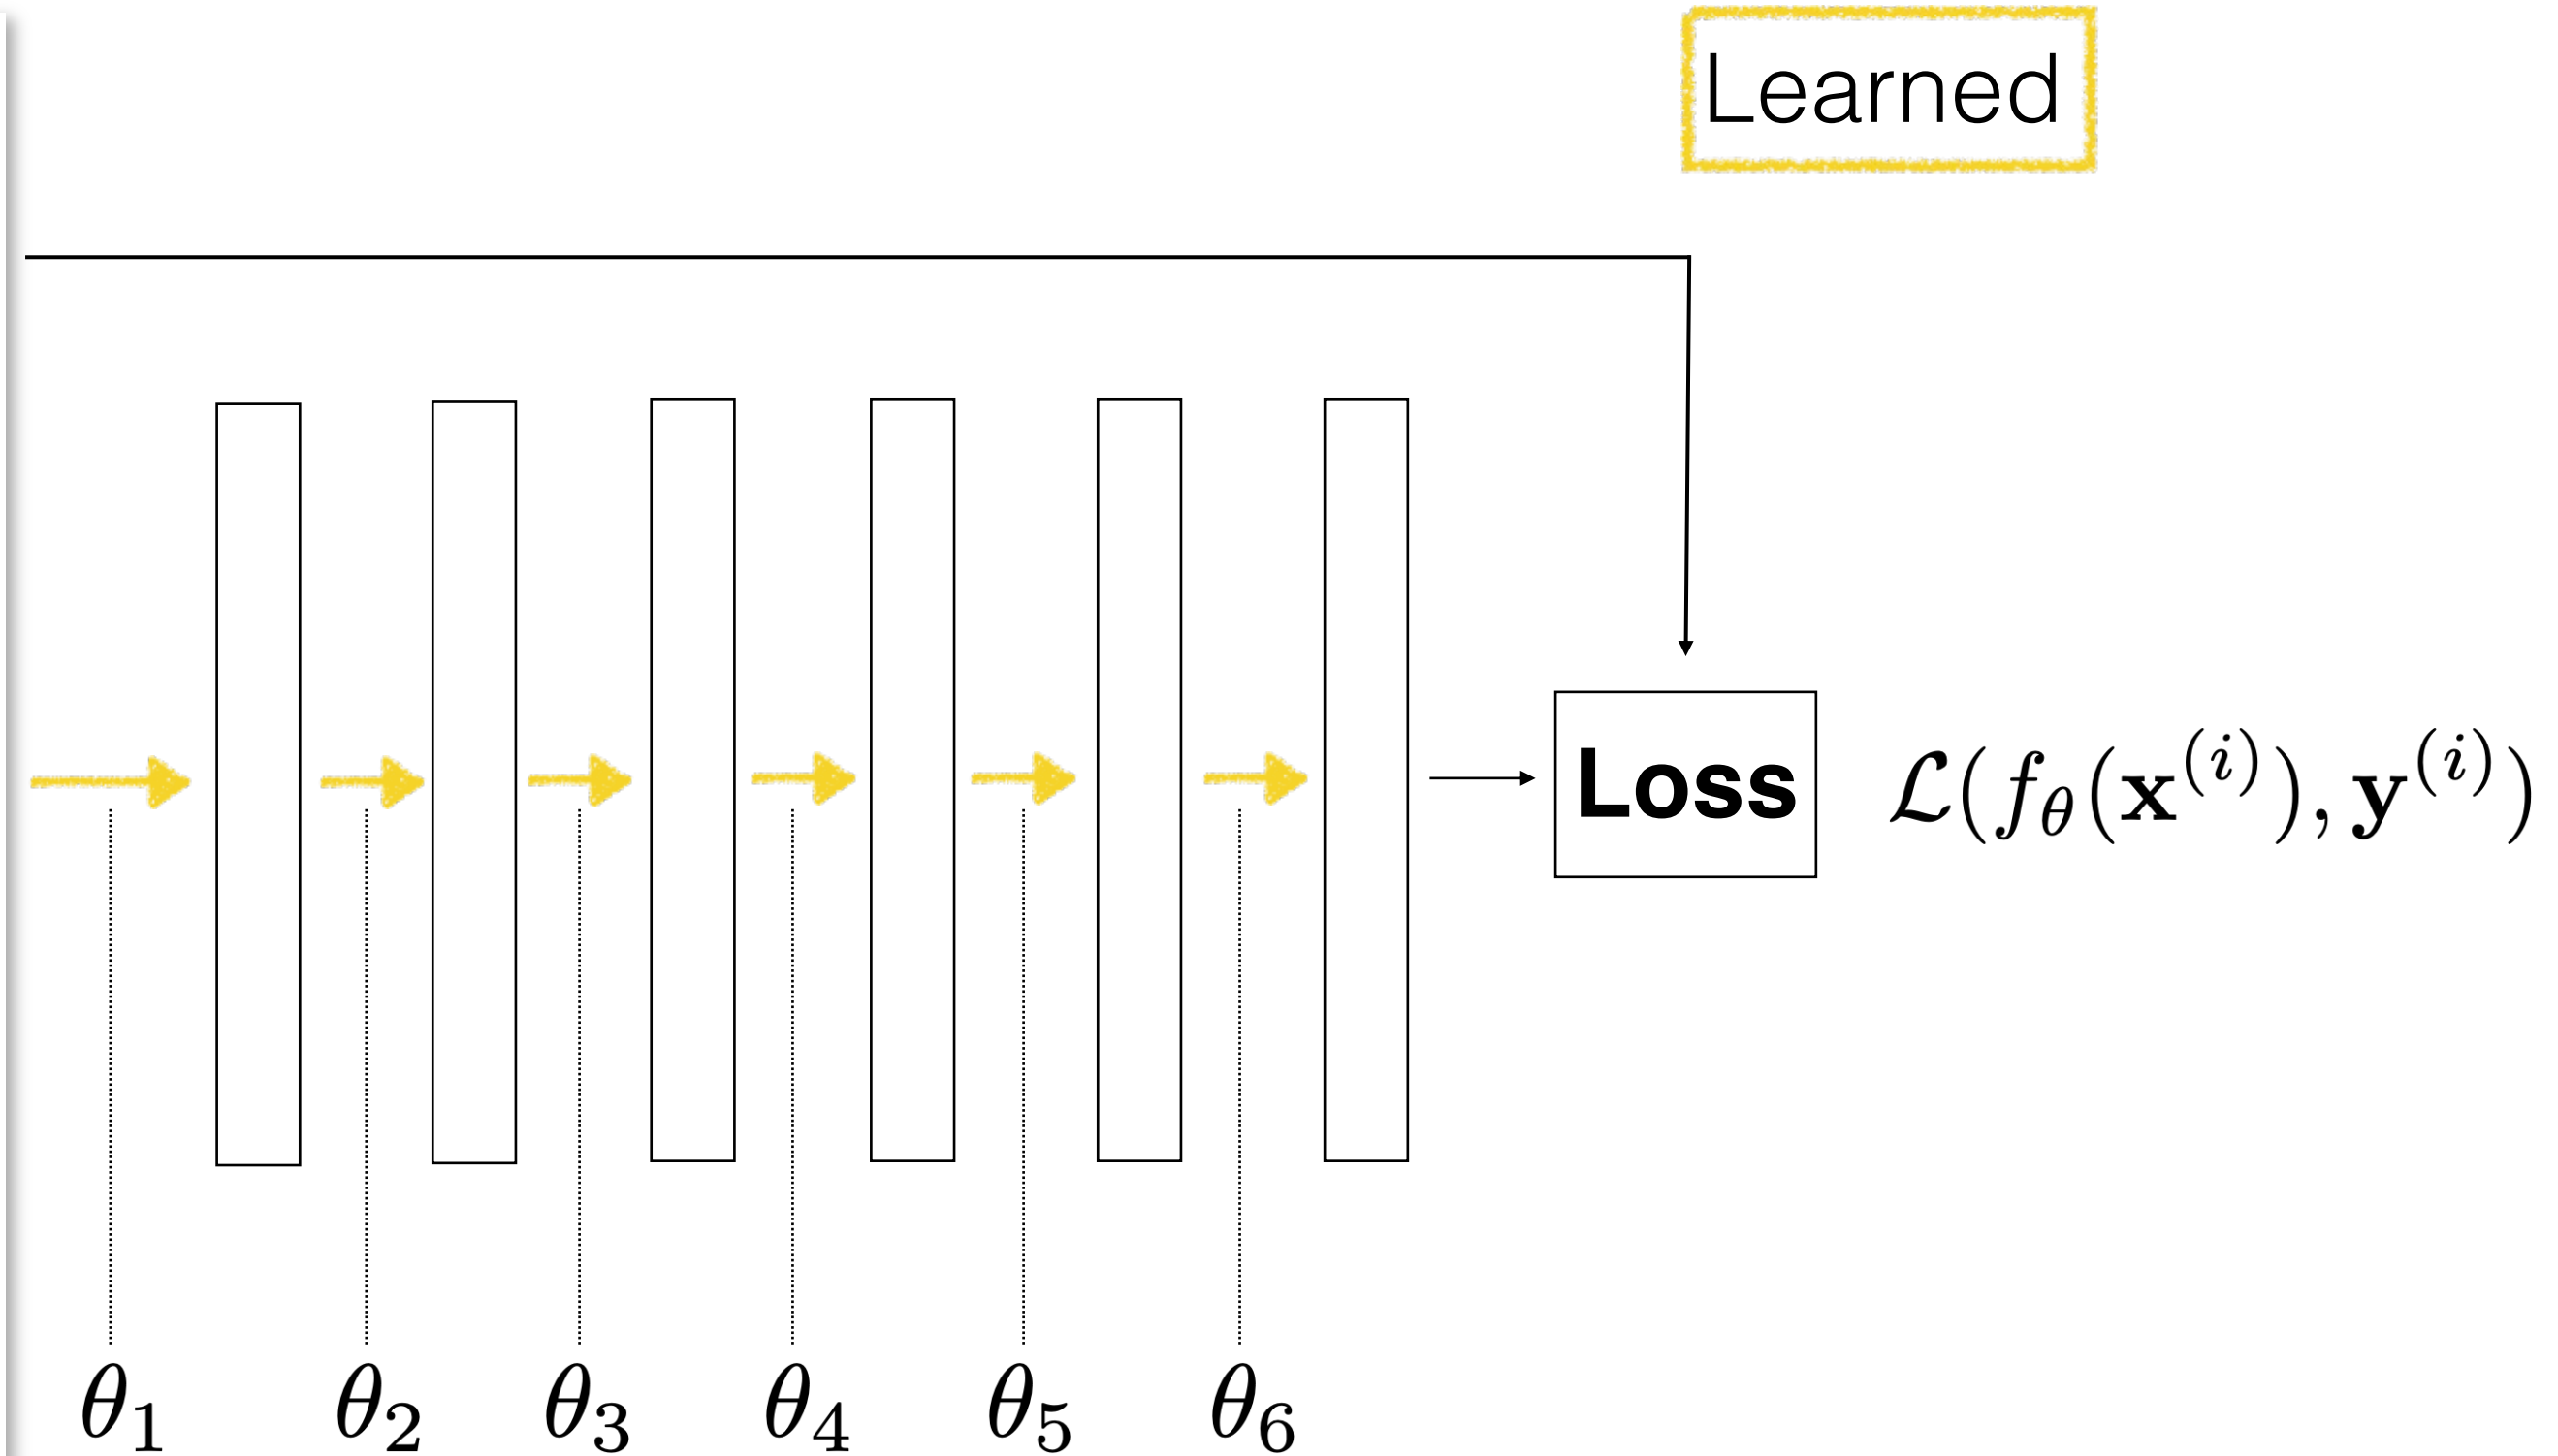 Learned
Loss
ℒ(f_θ(𝐱^(i)), 𝐲^(i))
θ₁ θ₂ θ₃ θ₄ θ₅ θ₆